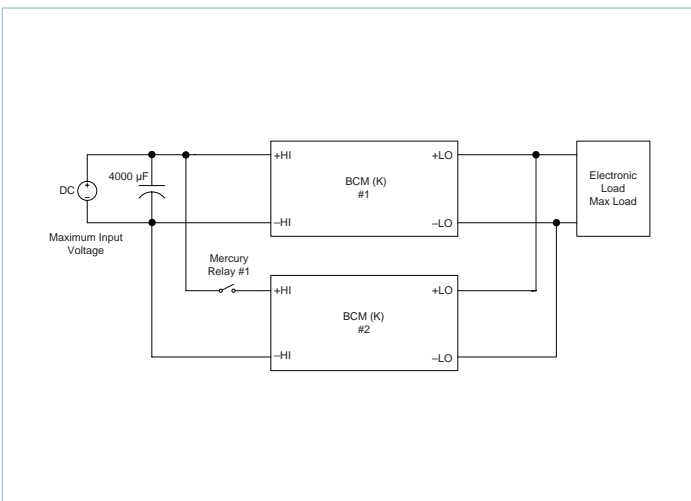 4000 µF
DC
+
–
Maximum Input
Voltage
+HI
+LO
BCM (K)
#1
–HI
–LO
Electronic
Load
Max Load
Mercury
Relay #1
+HI
+LO
BCM (K)
#2
–HI
–LO